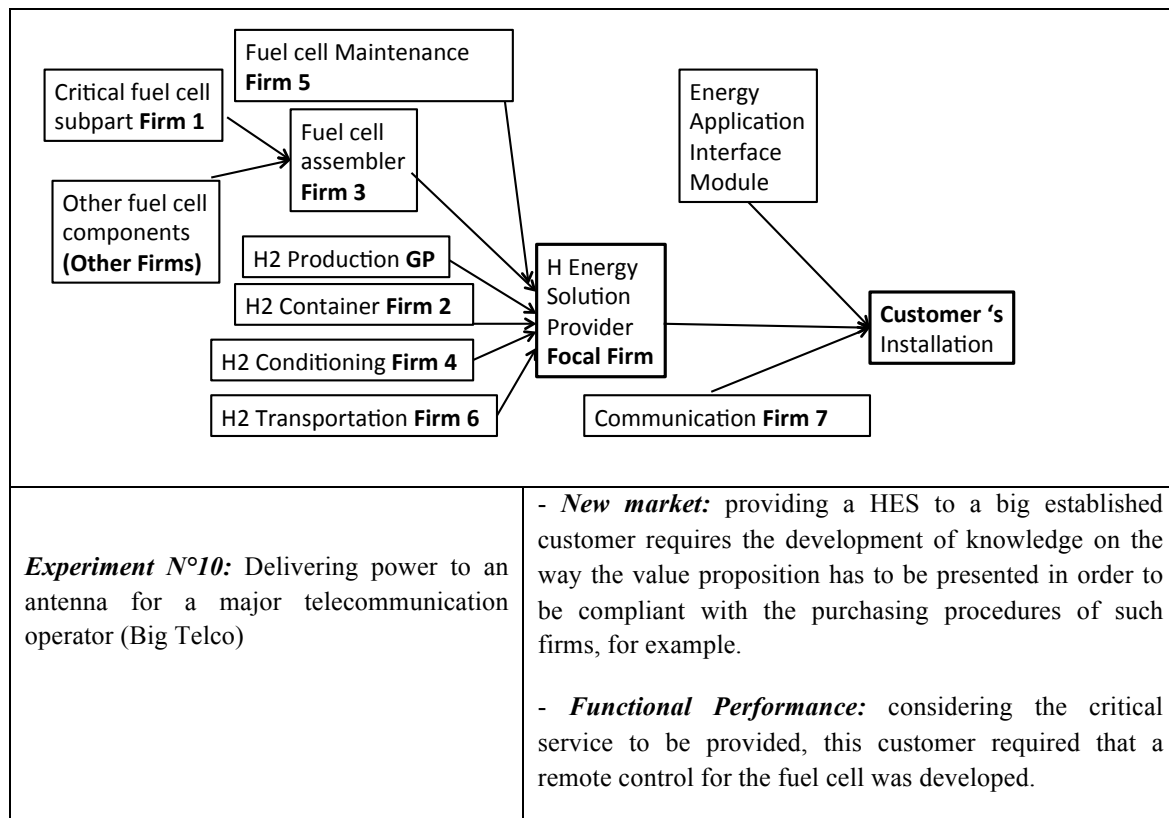 Fuel cell Maintenance
Firm 5
Critical fuel cell
subpart Firm 1
Fuel cell
assembler
Firm 3
Other fuel cell
components
(Other Firms)
H2 Production GP
H2 Container Firm 2
H2 Conditioning Firm 4
H2 Transportation Firm 6
H Energy
Solution
Provider
Focal Firm
Energy
Application
Interface
Module
Customer 's
Installation
Communication Firm 7
Experiment N°10: Delivering power to an
antenna for a major telecommunication
operator (Big Telco)
- New market: providing a HES to a big established
customer requires the development of knowledge on the
way the value proposition has to be presented in order to
be compliant with the purchasing procedures of such
firms, for example.
- Functional Performance: considering the critical
service to be provided, this customer required that a
remote control for the fuel cell was developed.